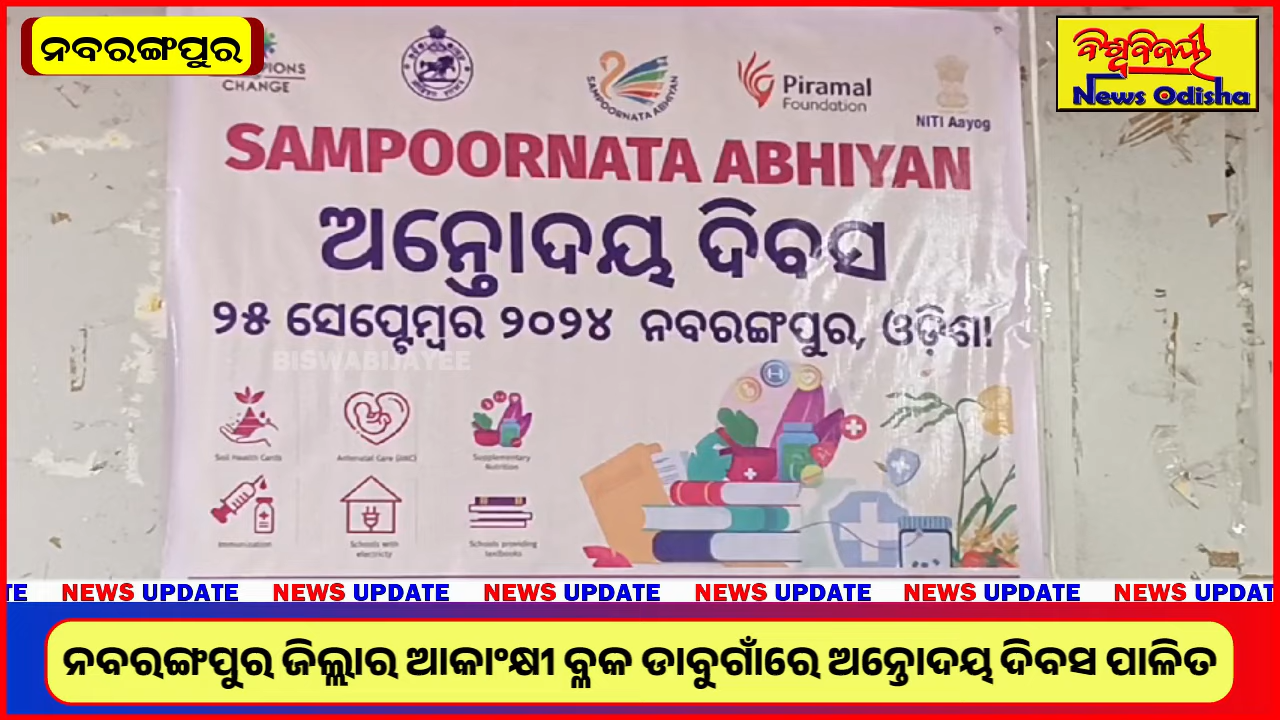 ନବରଙ୍ଗପୁର
ବିଶ୍ୱବିଜୟୀ
News Odisha
CHANGE
SAMPOORNATA ABHIYAN
Piramal
Foundation
NITI Aayog
SAMPOORNATA ABHIYAN
ଅନ୍ତୋଦୟ ଦିବସ
୨୫ ସେପ୍ଟେମ୍ବର ୨୦୨୪ ନବରଙ୍ଗପୁର, ଓଡ଼ିଶା
BISWABIJAYEE
Soil Health Cards
Antenatal Care (ANC)
Supplementary
Nutrition
Immunization
Schools with
electricty
Schools providing
textbooks
NEWS UPDATE NEWS UPDATE NEWS UPDATE NEWS UPDATE NEWS UPDATE
ନବରଙ୍ଗପୁର ଜିଲ୍ଲାର ଆକାଂକ୍ଷୀ ବ୍ଲକ ଡାବୁଗାଁରେ ଅନ୍ତୋଦୟ ଦିବସ ପାଳିତ